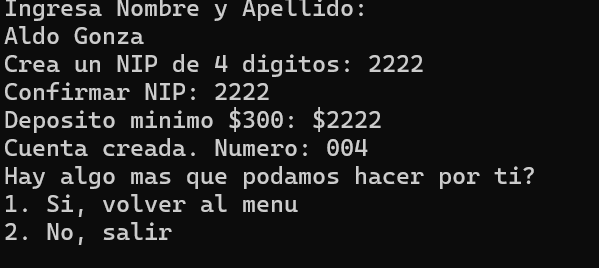 Ingresa Nombre y Apellido:
Aldo Gonza
Crea un NIP de 4 digitos: 2222
Confirmar NIP: 2222
Deposito minimo $300: $2222
Cuenta creada. Numero: 004
Hay algo mas que podamos hacer por ti?
1. Si, volver al menu
2. No, salir